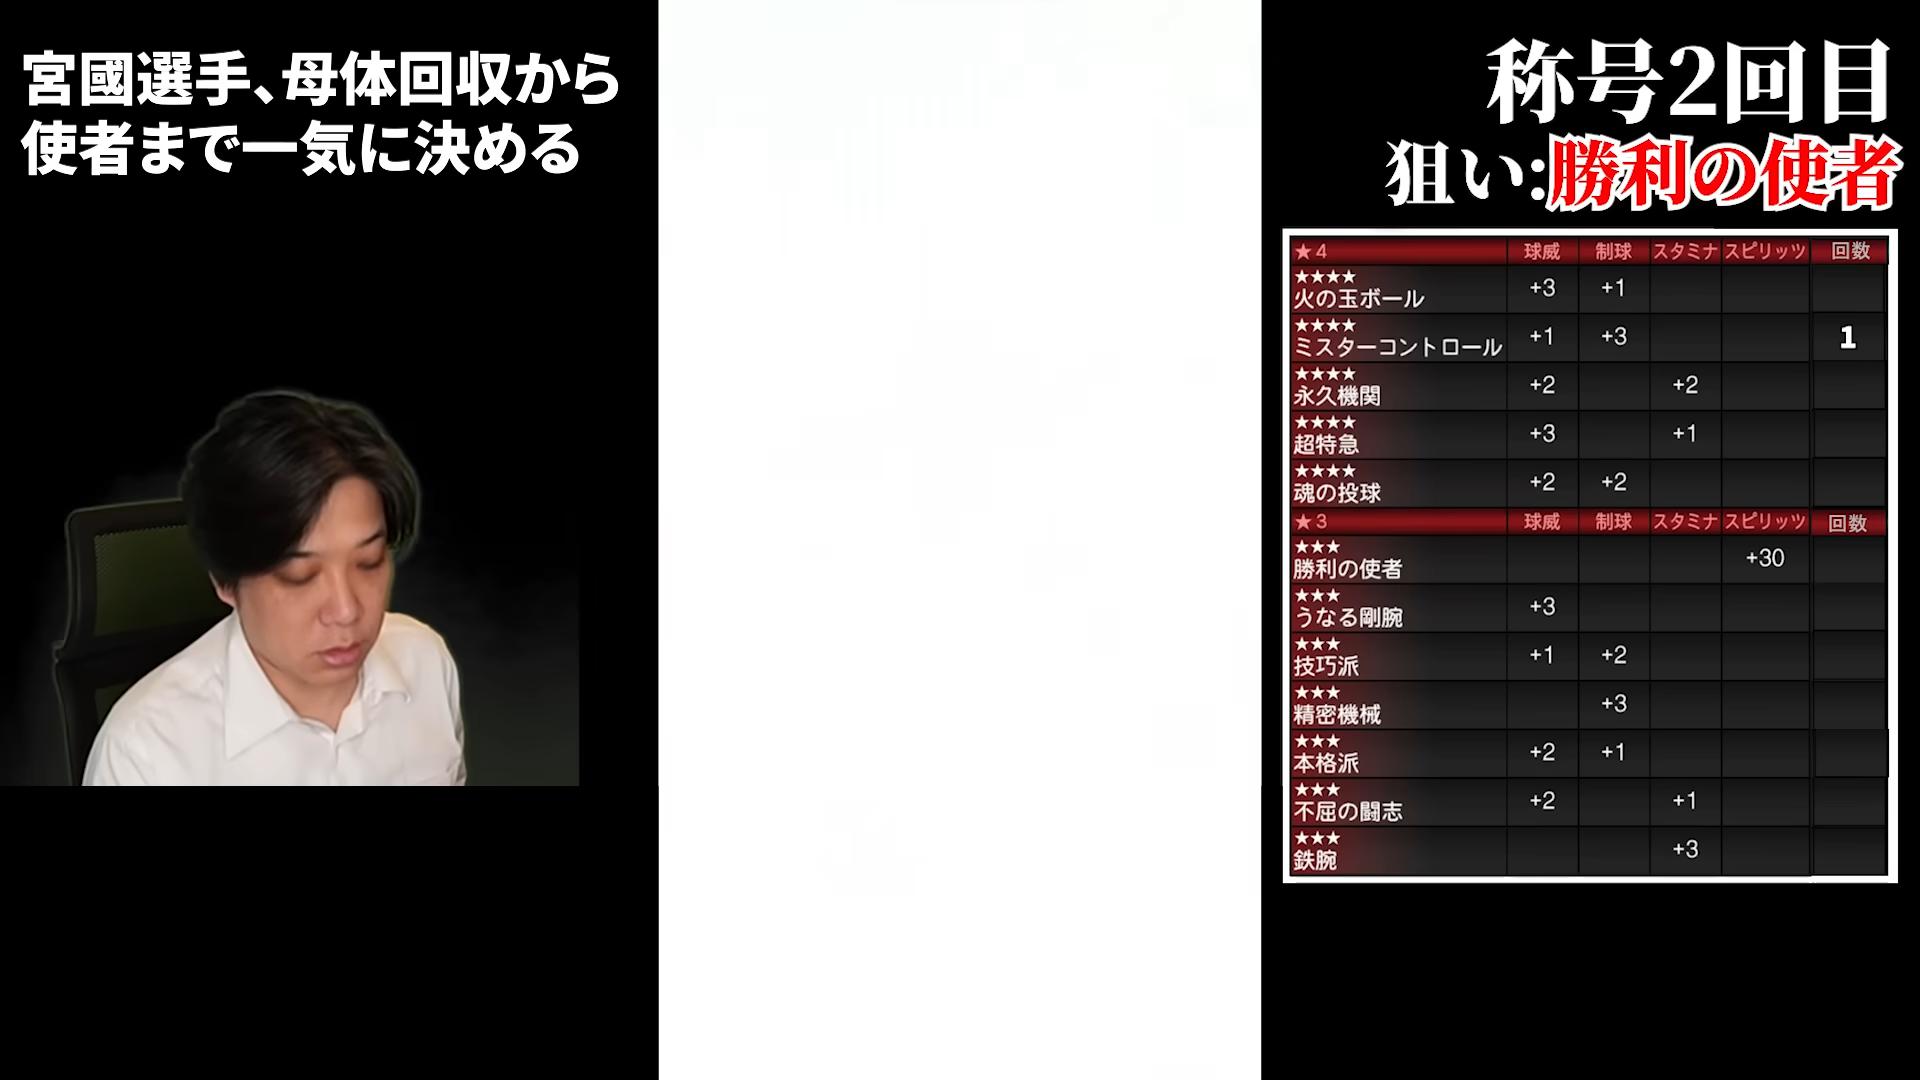 宮國選手、母体回収から
使者まで一気に決める
称号2回目
狙い:勝利の使者
★4 球威 制球 スタミナ スピリッツ 回数
★★★★
火の玉ボール +3 +1
★★★★
ミスターコントロール +1 +3 1
★★★★
永久機関 +2 +2
★★★★
超特急 +3 +1
★★★★
魂の投球 +2 +2
★3 球威 制球 スタミナ スピリッツ 回数
★★★
勝利の使者 +30
★★★
うなる剛腕 +3
★★★
技巧派 +1 +2
★★★
精密機械 +3
★★★
本格派 +2 +1
★★★
不屈の闘志 +2 +1
★★★
鉄腕 +3